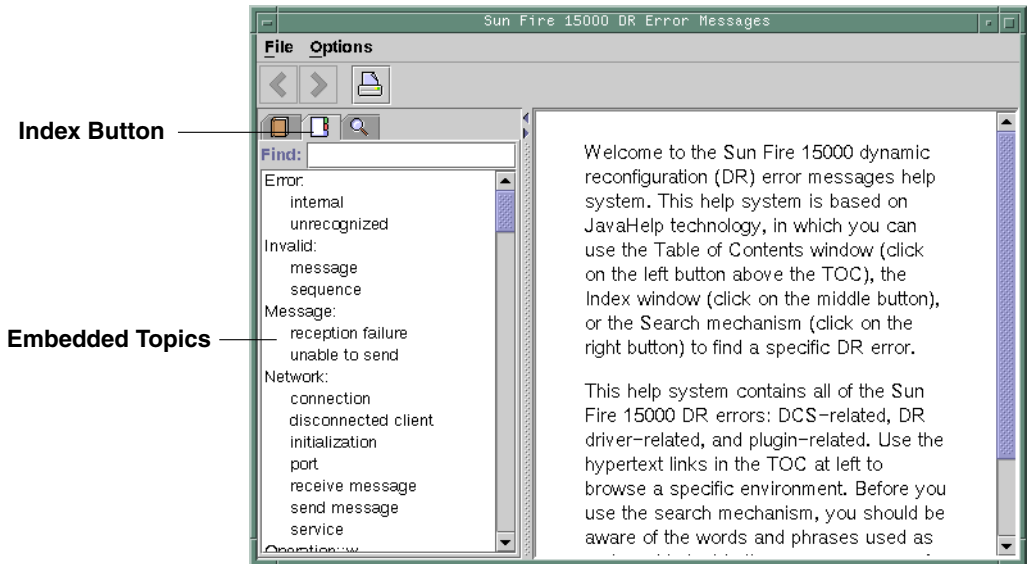 Sun Fire 15000 DR Error Messages
File Options
Index Button
Find:
Error:
internal
unrecognized
Invalid:
message
sequence
Message:
reception failure
unable to send
Embedded Topics
Network:
connection
disconnected client
initialization
port
receive message
send message
service
Welcome to the Sun Fire 15000 dynamic
reconfiguration (DR) error messages help
system. This help system is based on
JavaHelp technology, in which you can
use the Table of Contents window (click
on the left button above the TOC), the
Index window (click on the middle button),
or the Search mechanism (click on the
right button) to find a specific DR error.
This help system contains all of the Sun
Fire 15000 DR errors: DCS-related, DR
driver-related, and plugin-related. Use the
hypertext links in the TOC at left to
browse a specific environment. Before you
use the search mechanism, you should be
aware of the words and phrases used as